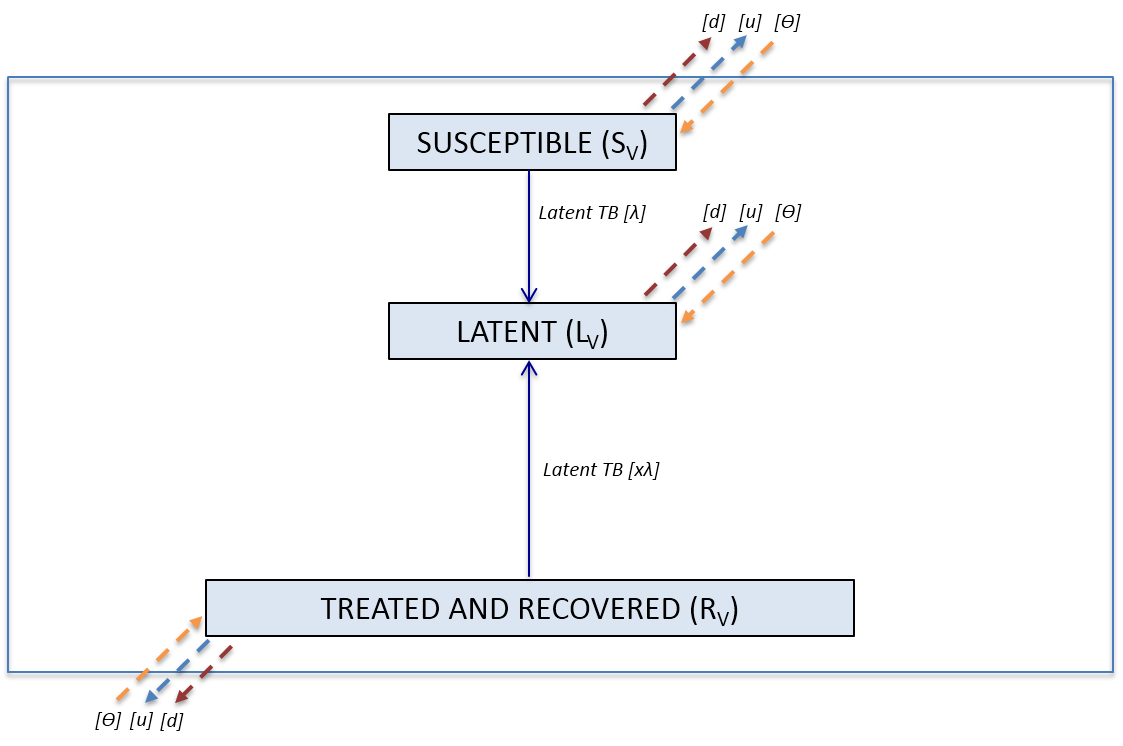 [d] [u] [Ɵ]
SUSCEPTIBLE (SV)
Latent TB [λ]
[d] [u] [Ɵ]
LATENT (LV)
Latent TB [xλ]
TREATED AND RECOVERED (RV)
[Ɵ] [u] [d]